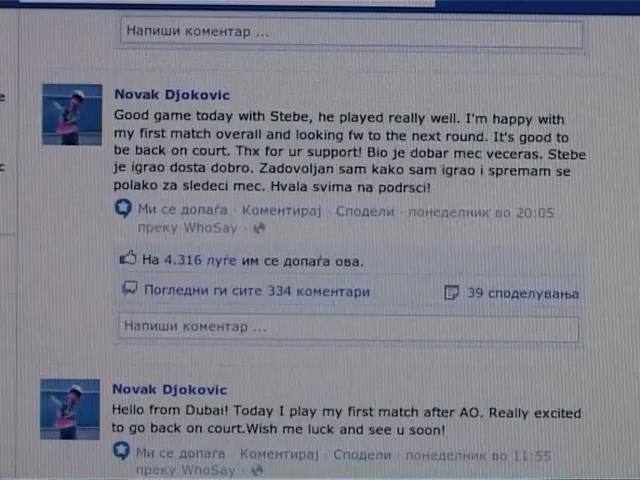 Напиши коментар ...
Novak Djokovic
Good game today with Stebe, he played really well. I'm happy with
my first match overall and looking fw to the next round. It's good to
be back on court. Thx for ur support! Bio je dobar mec veceras. Stebe
je igrao dosta dobro. Zadovoljan sam kako sam igrao i spremam se
polako za sledeci mec. Hvala svima na podrsci!
Ми се допаѓа · Коментирај · Сподели · понеделник во 20:05
преку WhoSay ·
На 4.316 луѓе им се допаѓа ова.
Погледни ги сите 334 коментари
39 споделувања
Напиши коментар ...
Novak Djokovic
Hello from Dubai! Today I play my first match after AO. Really excited
to go back on court.Wish me luck and see u soon!
Ми се допаѓа · Коментирај · Сподели · понеделник во 11:55
преку WhoSay ·